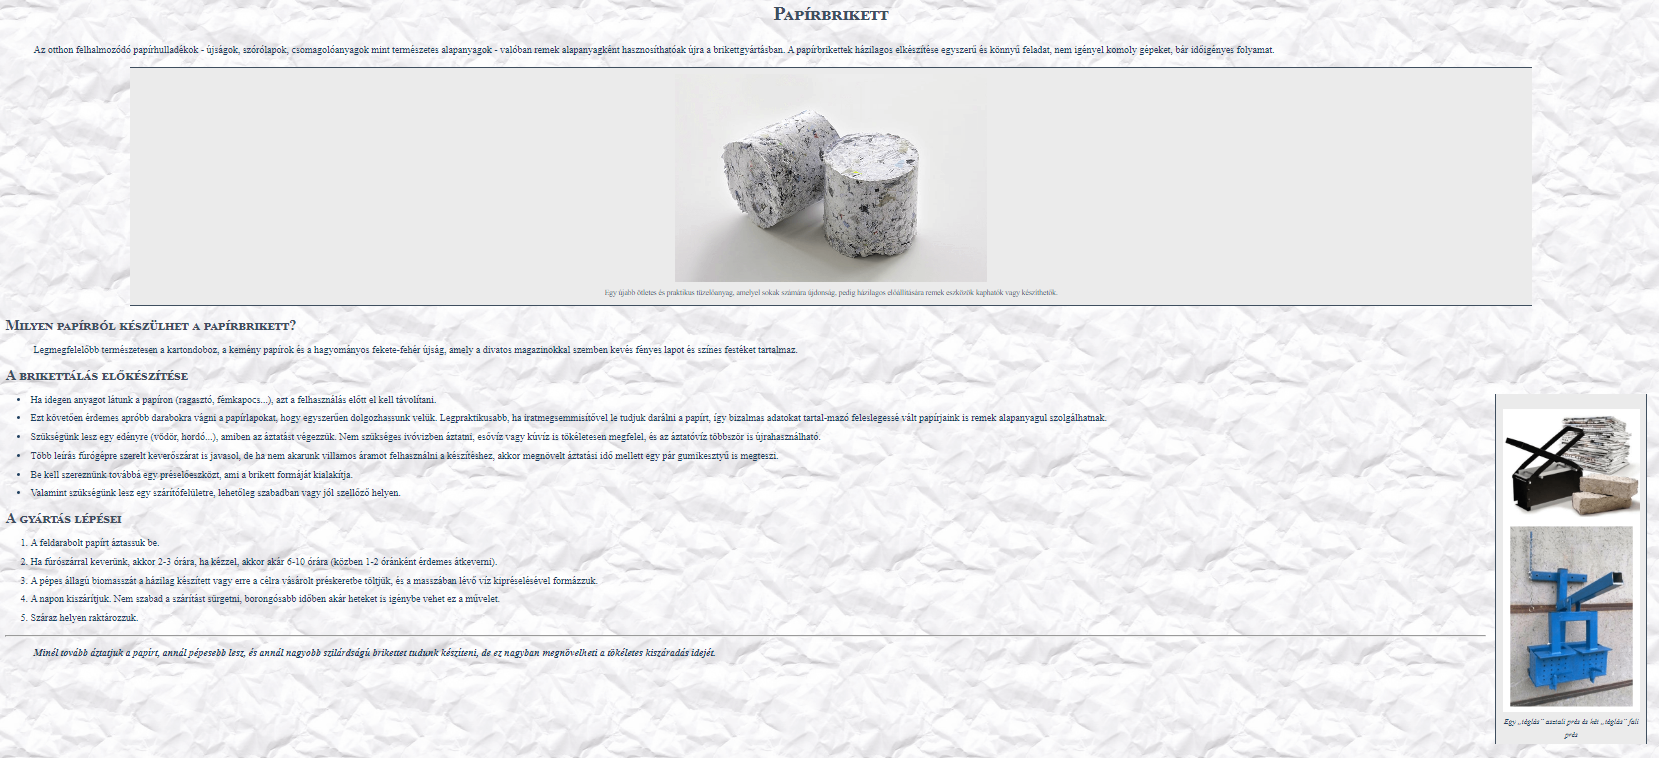 Papírbrikett
Az otthon felhalmozódó papírhulladékok - újságok, szórólapok, csomagolóanyagok mint természetes alapanyagok - valóban remek alapanyagként hasznosíthatóak újra a brikettgyártásban. A papírbrikettek házilagos elkészítése egyszerű és könnyű feladat, nem igényel komoly gépeket, bár időigényes folyamat.
Egy újabb ötletes és praktikus tüzelőanyag, amelyel sokak számára újdonság, pedig házilagos előállítására remek eszközök kaphatók vagy készíthetők.
Milyen papírból készülhet a papírbrikett?
Legmegfelelőbb természetesen a kartondoboz, a kemény papírok és a hagyományos fekete-fehér újság, amely a divatos magazinokkal szemben kevés fényes lapot és színes festéket tartalmaz.
A brikettálás előkészítése
• Ha idegen anyagot látunk a papíron (ragasztó, fémkapocs...), azt a felhasználás előtt el kell távolítani.
• Ezt követően érdemes apróbb darabokra vágni a papírlapokat, hogy egyszerűen dolgozhassunk velük. Legpraktikusabb, ha iratmegsemmisítővel le tudjuk darálni a papírt, így bizalmas adatokat tartal-mazó feleslegessé vált papírjaink is remek alapanyagul szolgálhatnak.
• Szükségünk lesz egy edényre (vödör, hordó...), amiben az áztatást végezzük. Nem szükséges ivóvízben áztatni, esővíz vagy kútvíz is tökéletesen megfelel, és az áztatóvíz többször is újrahasználható.
• Több leírás fúrógépre szerelt keverőszárat is javasol, de ha nem akarunk villamos áramot felhasználni a készítéshez, akkor megnövelt áztatási idő mellett egy pár gumikesztyű is megteszi.
• Be kell szereznünk továbbá egy préselőeszközt, ami a brikett formáját kialakítja.
• Valamint szükségünk lesz egy szárítófelületre, lehetőleg szabadban vagy jól szellőző helyen.
A gyártás lépései
1. A feldarabolt papírt áztassuk be.
2. Ha fúrószárral keverünk, akkor 2-3 órára, ha kézzel, akkor akár 6-10 órára (közben 1-2 óránként érdemes átkeverni).
3. A pépes állagú biomasszát a házilag készített vagy erre a célra vásárolt préskeretbe töltjük, és a masszában lévő víz kipréselésével formázzuk.
4. A napon kiszárítjuk. Nem szabad a szárítást sürgetni, borongósabb időben akár heteket is igénybe vehet ez a művelet.
5. Száraz helyen raktározzuk.
Minél tovább áztatjuk a papírt, annál pépesebb lesz, és annál nagyobb szilárdságú brikettet tudunk készíteni, de ez nagyban megnövelheti a tökéletes kiszáradás idejét.
Egy „téglás” asztali prés és két „téglás” fali
prés